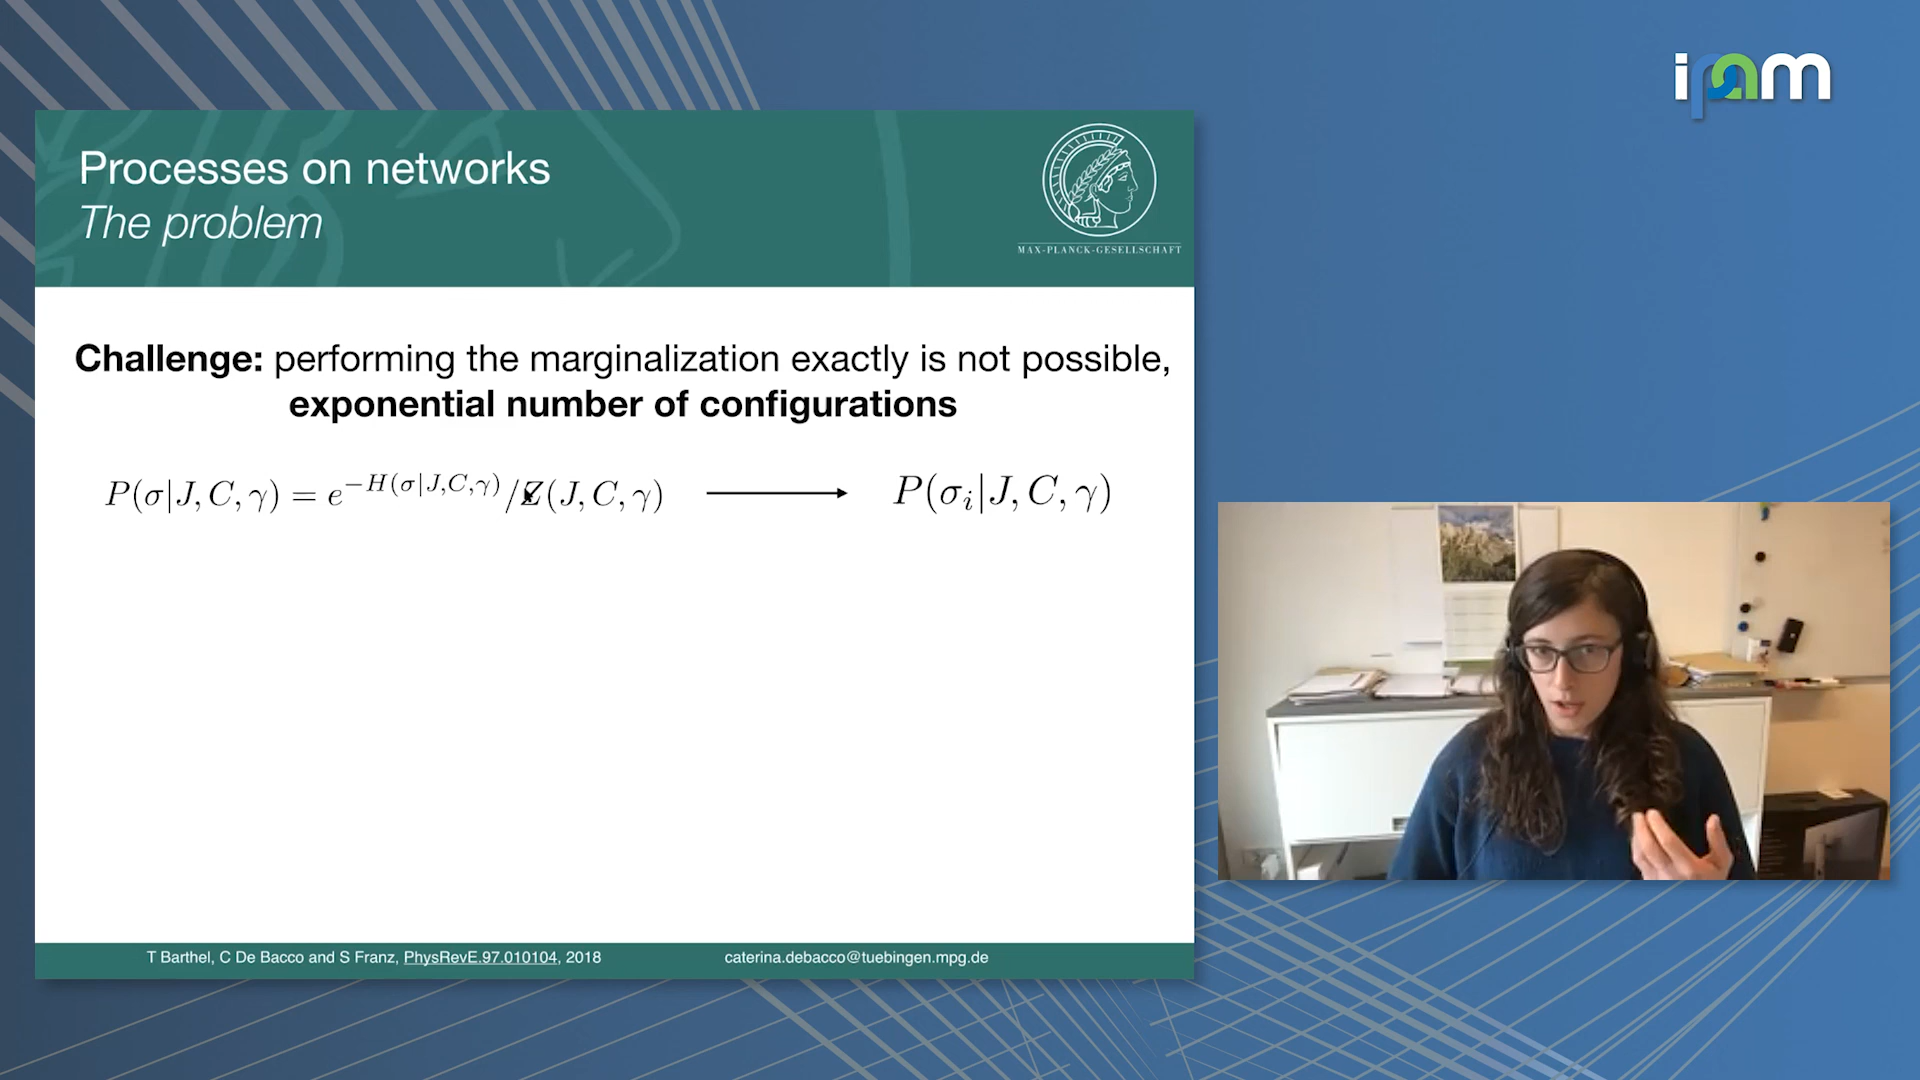 ipam
Processes on networks
The problem
MAX-PLANCK-GESELLSCHAFT
Challenge: performing the marginalization exactly is not possible,
exponential number of configurations
P(σ|J, C, γ) = e^{−H(σ|J,C,γ)}/Z(J, C, γ) → P(σ_i|J, C, γ)
T Barthel, C De Bacco and S Franz, PhysRevE.97.010104, 2018 caterina.debacco@tuebingen.mpg.de